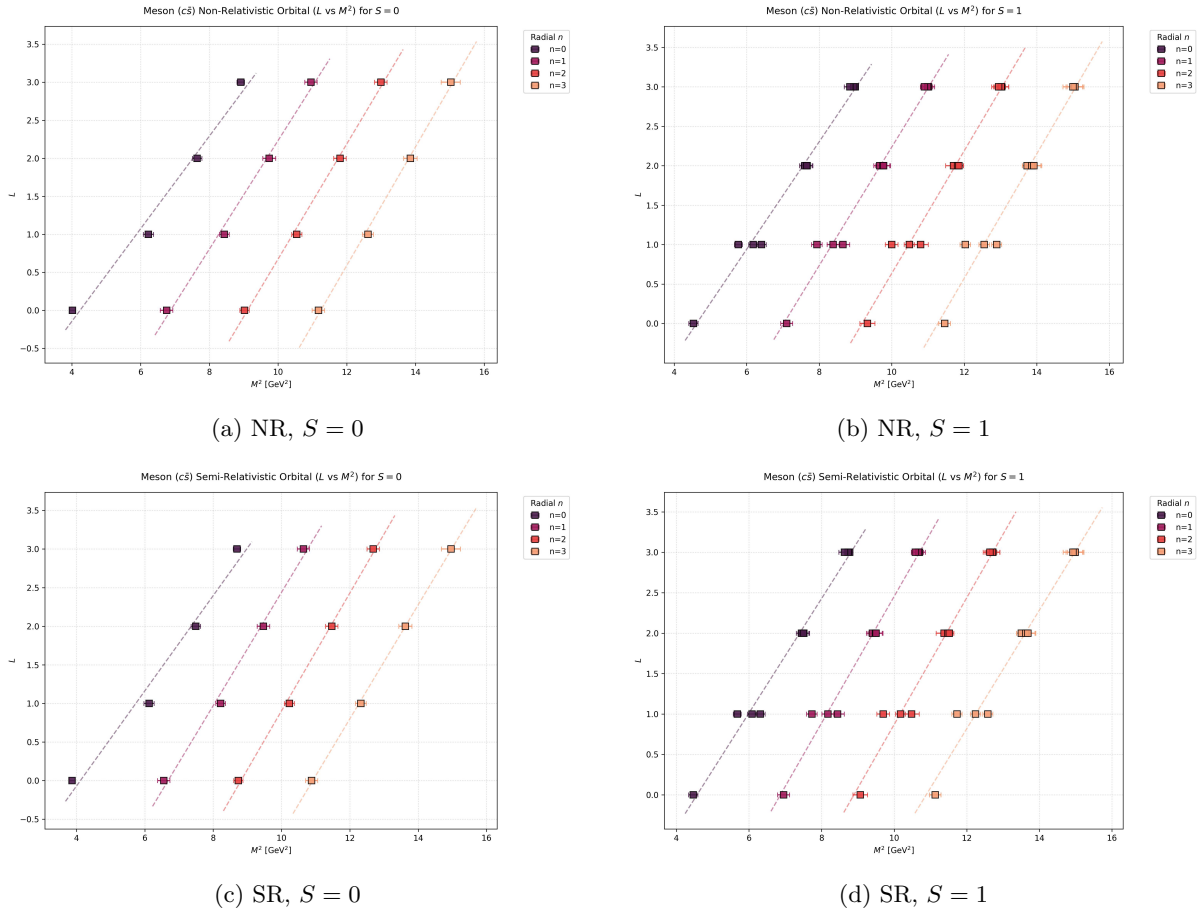 Meson (cs̄) Non-Relativistic Orbital (L vs M²) for S = 0
3.5
3.0
2.5
2.0
1.5
1.0
0.5
0.0
−0.5
L
4 6 8 10 12 14 16
M² [GeV²]
Radial n
n=0
n=1
n=2
n=3
(a) NR, S = 0
Meson (cs̄) Non-Relativistic Orbital (L vs M²) for S = 1
3.5
3.0
2.5
2.0
1.5
1.0
0.5
0.0
L
4 6 8 10 12 14 16
M² [GeV²]
Radial n
n=0
n=1
n=2
n=3
(b) NR, S = 1
Meson (cs̄) Semi-Relativistic Orbital (L vs M²) for S = 0
3.5
3.0
2.5
2.0
1.5
1.0
0.5
0.0
−0.5
L
4 6 8 10 12 14 16
M² [GeV²]
Radial n
n=0
n=1
n=2
n=3
(c) SR, S = 0
Meson (cs̄) Semi-Relativistic Orbital (L vs M²) for S = 1
3.5
3.0
2.5
2.0
1.5
1.0
0.5
0.0
L
4 6 8 10 12 14 16
M² [GeV²]
Radial n
n=0
n=1
n=2
n=3
(d) SR, S = 1